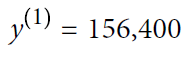 y⁽¹⁾ = 156,400